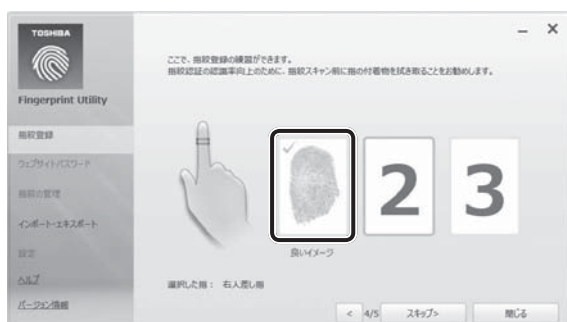 TOSHIBA
Fingerprint Utility
指紋登録
ウェブサイトパスワード
指紋の管理
インポート・エクスポート
設定
ヘルプ
バージョン情報
ここで、指紋登録の練習ができます。
指紋認証の認識率向上のために、指紋スキャン前に指の付着物を拭き取ることをお勧めします。
2
3
良いイメージ
選択した指： 右人差し指
< 4/5 スキップ> 閉じる